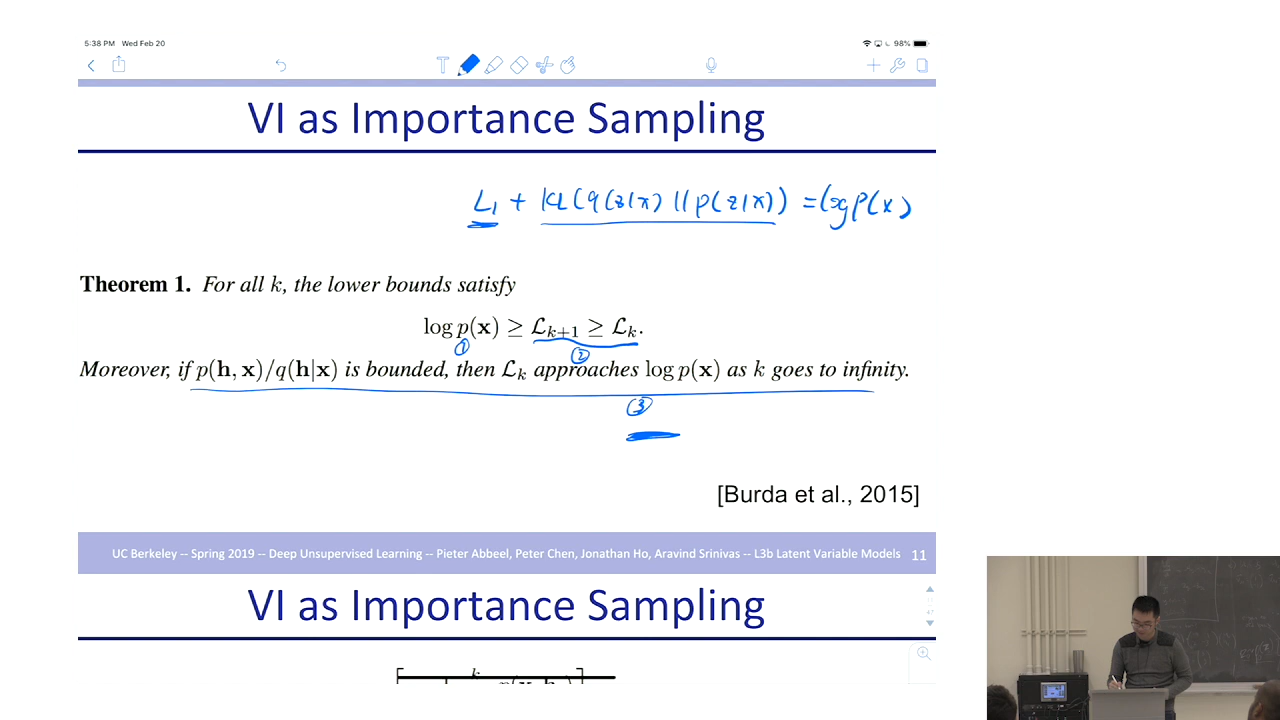 5:38 PM Wed Feb 20
98%
VI as Importance Sampling
L₁ + KL(q(z|x) || p(z|x)) = log p(x)
Theorem 1. For all k, the lower bounds satisfy
log p(x) ≥ ℒₖ₊₁ ≥ ℒₖ.
① ②
Moreover, if p(h, x)/q(h|x) is bounded, then ℒₖ approaches log p(x) as k goes to infinity.
③
[Burda et al., 2015]
UC Berkeley -- Spring 2019 -- Deep Unsupervised Learning -- Pieter Abbeel, Peter Chen, Jonathan Ho, Aravind Srinivas -- L3b Latent Variable Models 11
VI as Importance Sampling
k